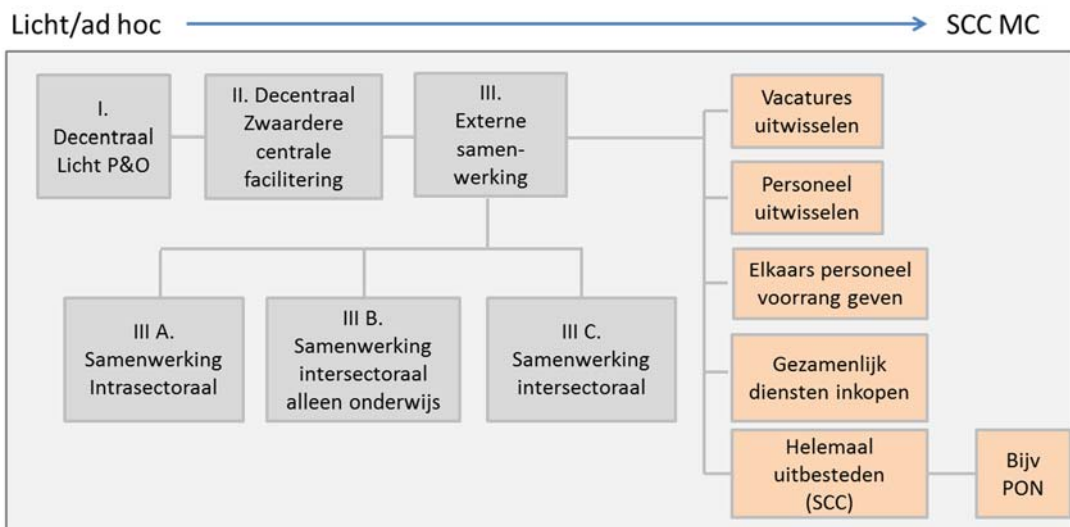 Licht/ad hoc
SCC MC
I.
Decentraal
Licht P&O
II. Decentraal
Zwaardere
centrale
facilitering
III.
Externe
samen-
werking
III A.
Samenwerking
Intrasectoraal
III B.
Samenwerking
intersectoraal
alleen onderwijs
III C.
Samenwerking
intersectoraal
Vacatures
uitwisselen
Personeel
uitwisselen
Elkaars personeel
voorrang geven
Gezamenlijk
diensten inkopen
Helemaal
uitbesteden
(SCC)
Bijv
PON